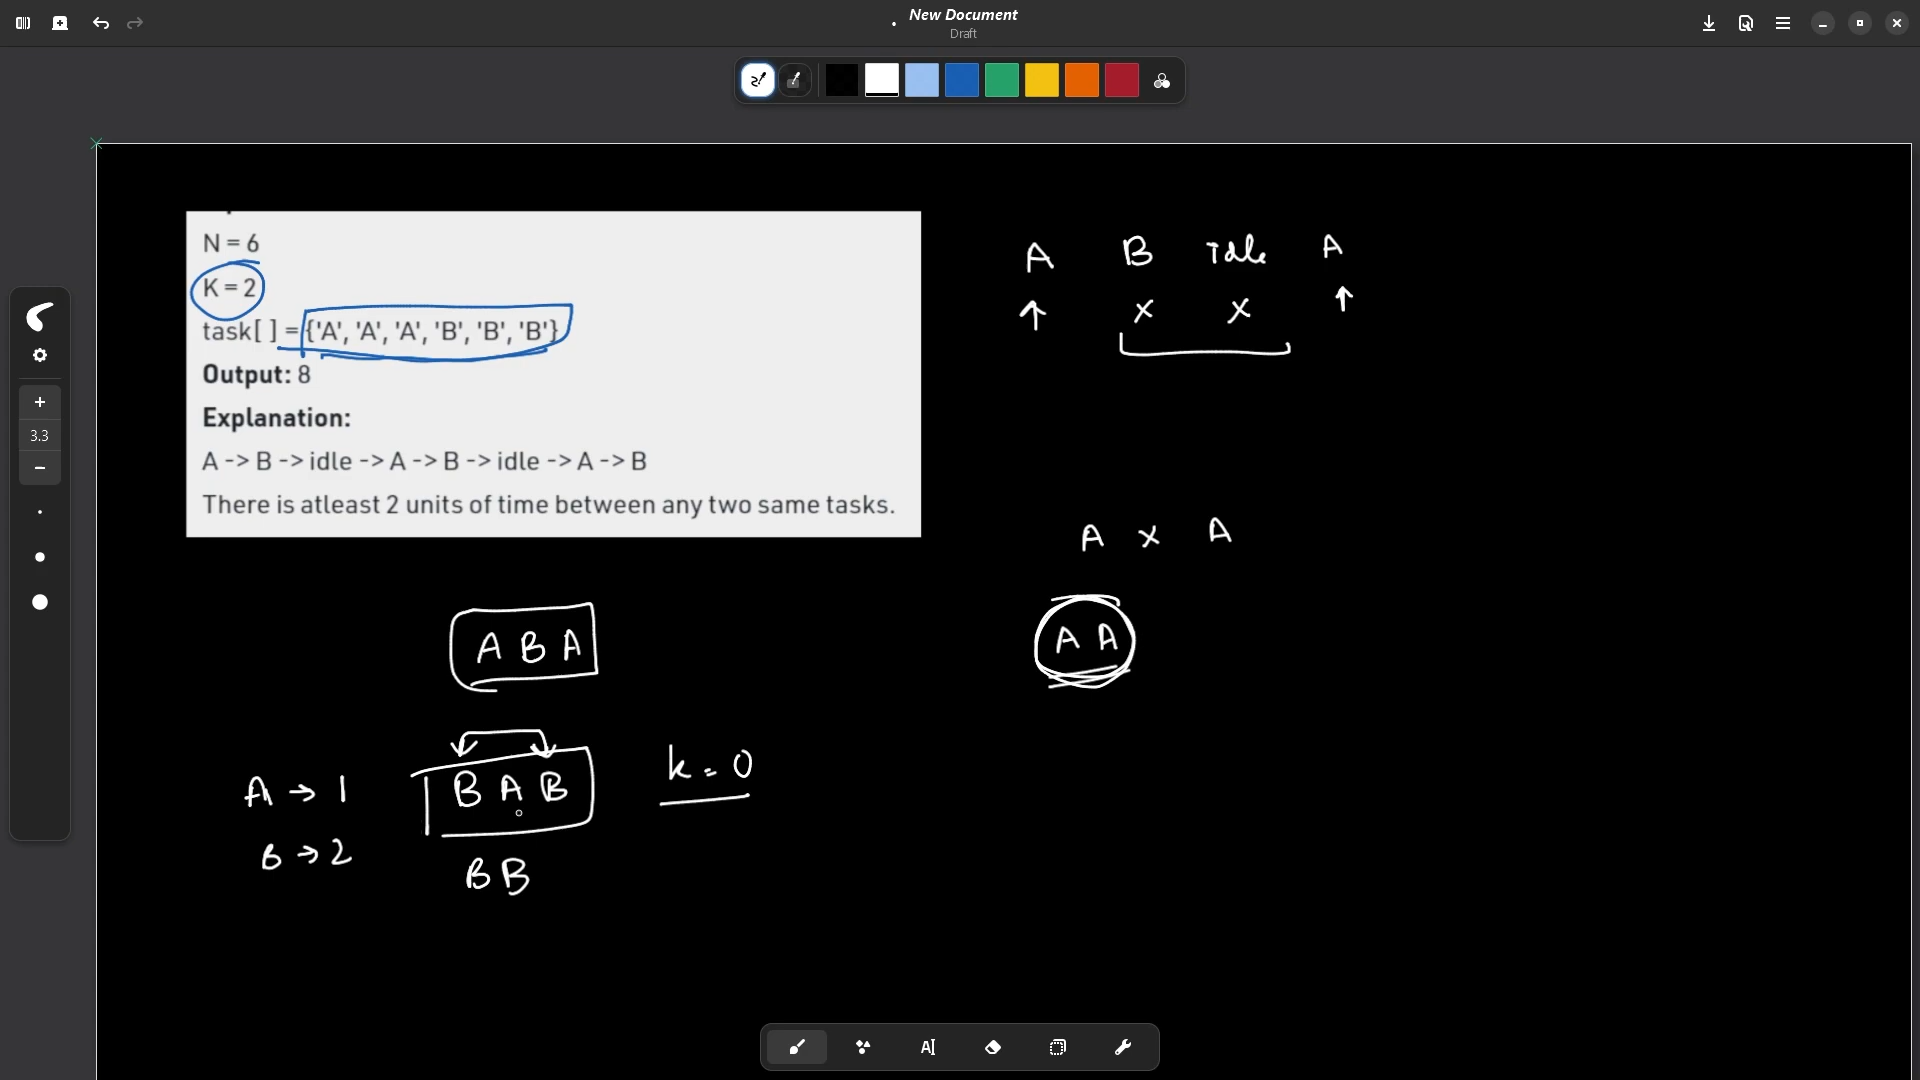 New Document
Draft
3.3
N = 6
K = 2
task[ ] = {'A', 'A', 'A', 'B', 'B', 'B'}
Output: 8
Explanation:
A -> B -> idle -> A -> B -> idle -> A -> B
There is atleast 2 units of time between any two same tasks.
A B Idle A
↑ x x ↑
A x A
A A
A B A
A → 1 B A B k = 0
B → 2 B B
AI